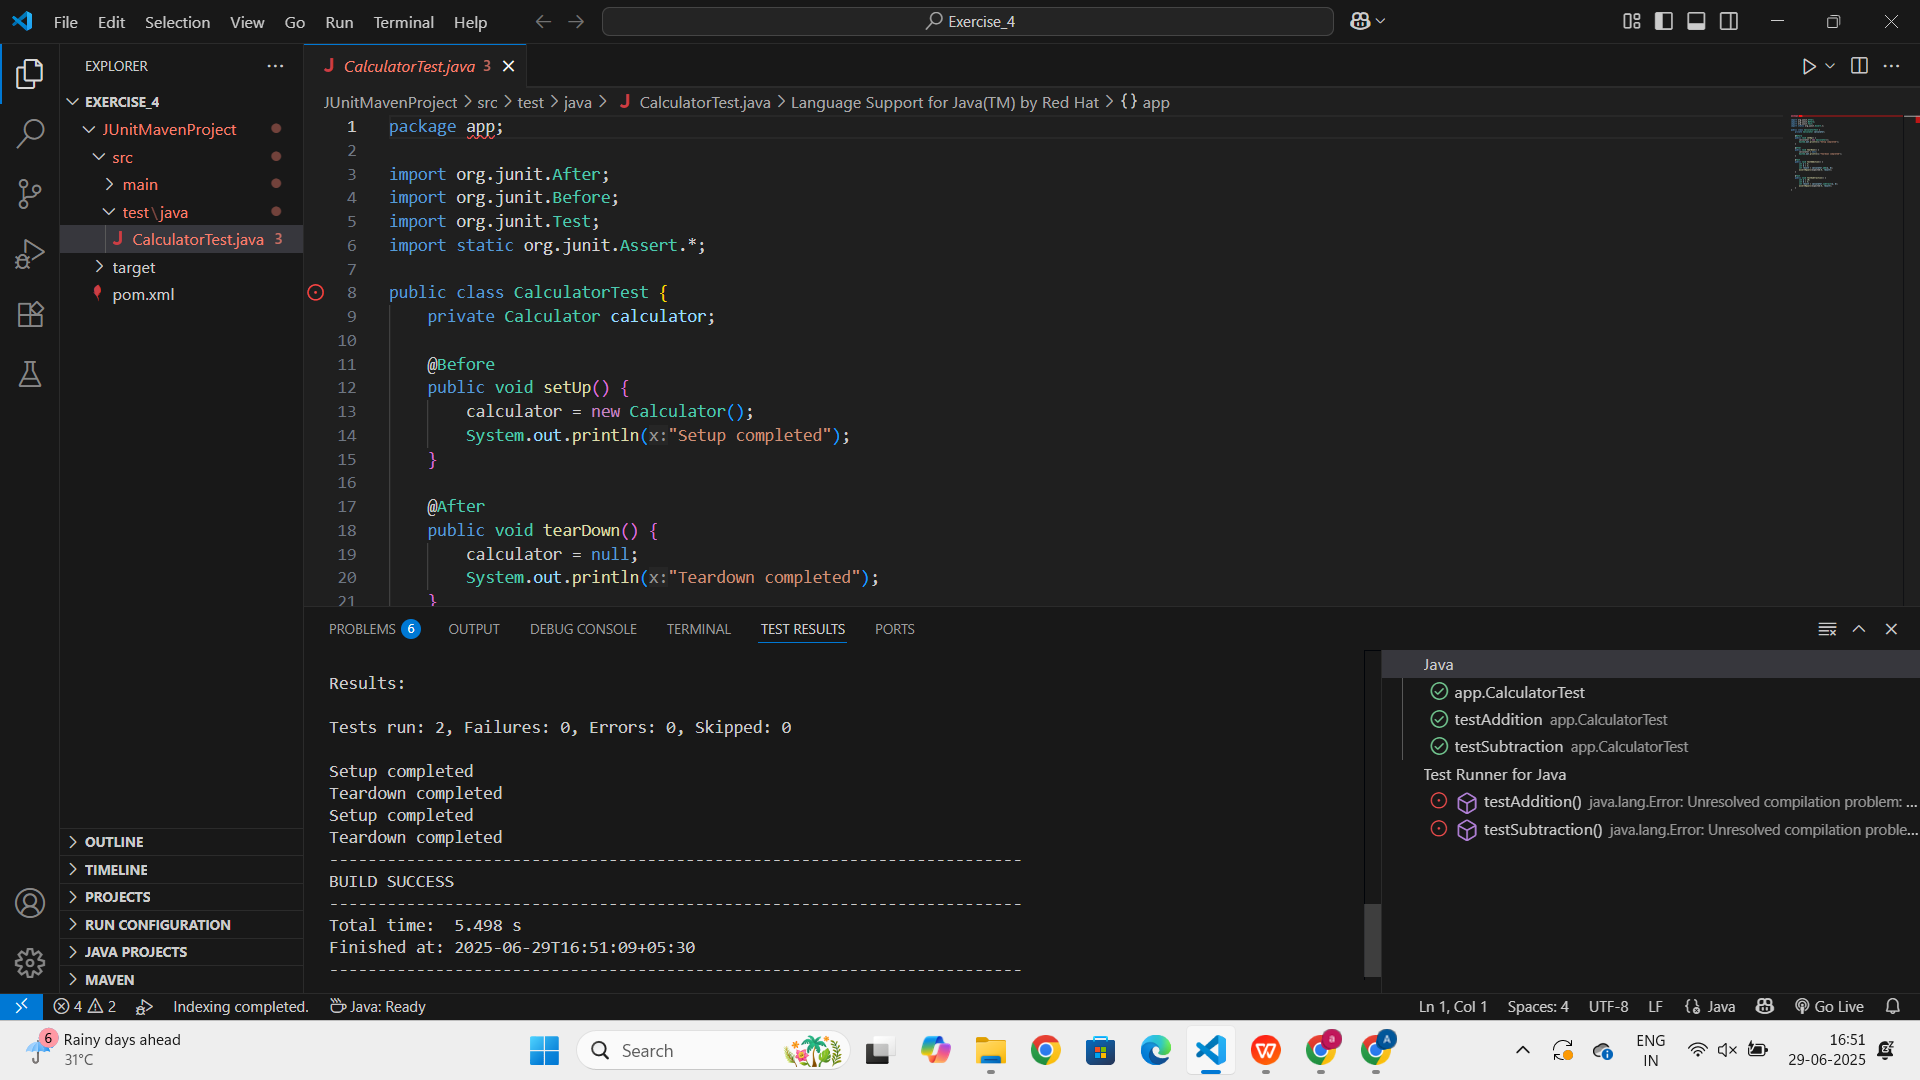 File Edit Selection View Go Run Terminal Help
Exercise_4
EXPLORER
EXERCISE_4
JUnitMavenProject
src
main
test\java
CalculatorTest.java 3
target
pom.xml
OUTLINE
TIMELINE
PROJECTS
RUN CONFIGURATION
JAVA PROJECTS
MAVEN
CalculatorTest.java 3
JUnitMavenProject > src > test > java > CalculatorTest.java > Language Support for Java(TM) by Red Hat > {} app
1 package app;
2
3 import org.junit.After;
4 import org.junit.Before;
5 import org.junit.Test;
6 import static org.junit.Assert.*;
7
8 public class CalculatorTest {
9 private Calculator calculator;
10
11 @Before
12 public void setUp() {
13 calculator = new Calculator();
14 System.out.println(x:"Setup completed");
15 }
16
17 @After
18 public void tearDown() {
19 calculator = null;
20 System.out.println(x:"Teardown completed");
21 }
PROBLEMS 6 OUTPUT DEBUG CONSOLE TERMINAL TEST RESULTS PORTS
Results:
Tests run: 2, Failures: 0, Errors: 0, Skipped: 0
Setup completed
Teardown completed
Setup completed
Teardown completed
------------------------------------------------------------------------
BUILD SUCCESS
------------------------------------------------------------------------
Total time:  5.498 s
Finished at: 2025-06-29T16:51:09+05:30
------------------------------------------------------------------------
Java
app.CalculatorTest
testAddition app.CalculatorTest
testSubtraction app.CalculatorTest
Test Runner for Java
testAddition() java.lang.Error: Unresolved compilation problem: ...
testSubtraction() java.lang.Error: Unresolved compilation proble...
4 2 Indexing completed. Java: Ready
Ln 1, Col 1 Spaces: 4 UTF-8 LF Java Go Live
6
Rainy days ahead
31°C
Search
a
A
ENG
IN
16:51
29-06-2025